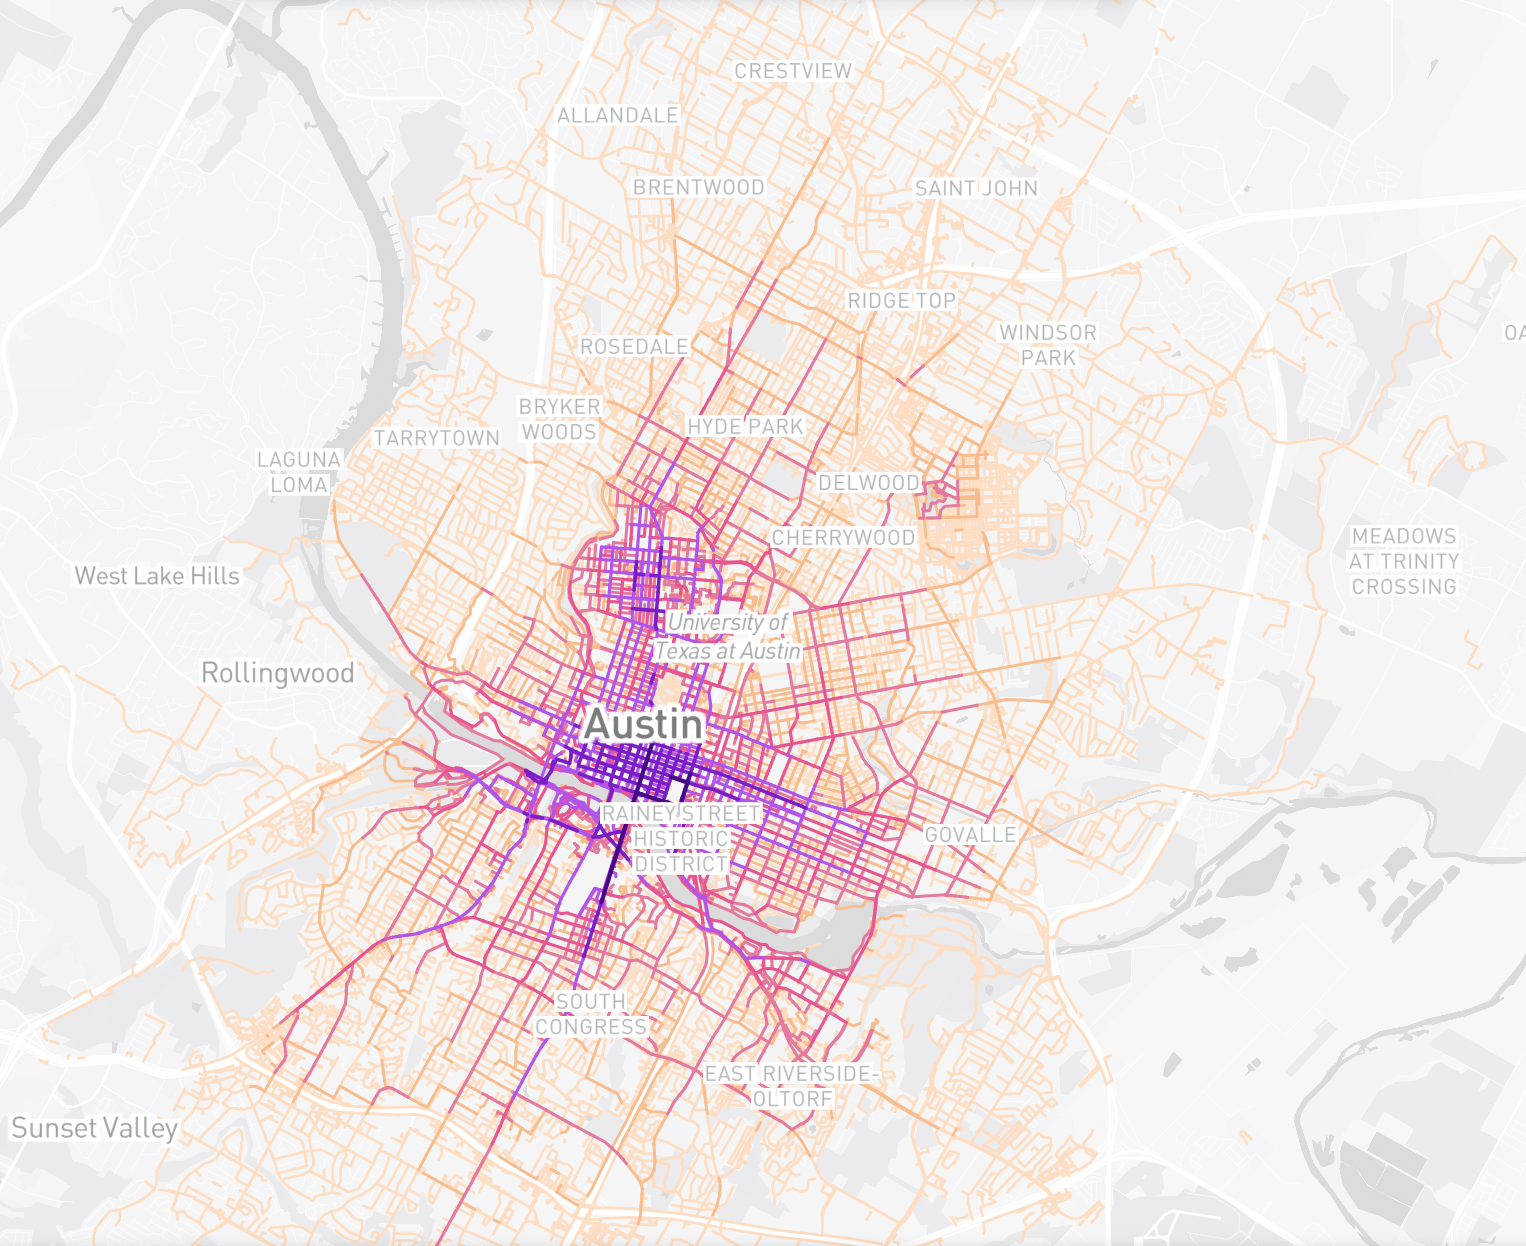 CRESTVIEW
ALLANDALE
BRENTWOOD
SAINT JOHN
RIDGE TOP
WINDSOR
PARK
OA
ROSEDALE
BRYKER
WOODS
HYDE PARK
TARRYTOWN
LAGUNA
LOMA
DELWOOD
CHERRYWOOD
MEADOWS
AT TRINITY
CROSSING
West Lake Hills
University of
Texas at Austin
Rollingwood
Austin
RAINEY STREET
HISTORIC
DISTRICT
GOVALLE
SOUTH
CONGRESS
EAST RIVERSIDE-
OLTORF
Sunset Valley